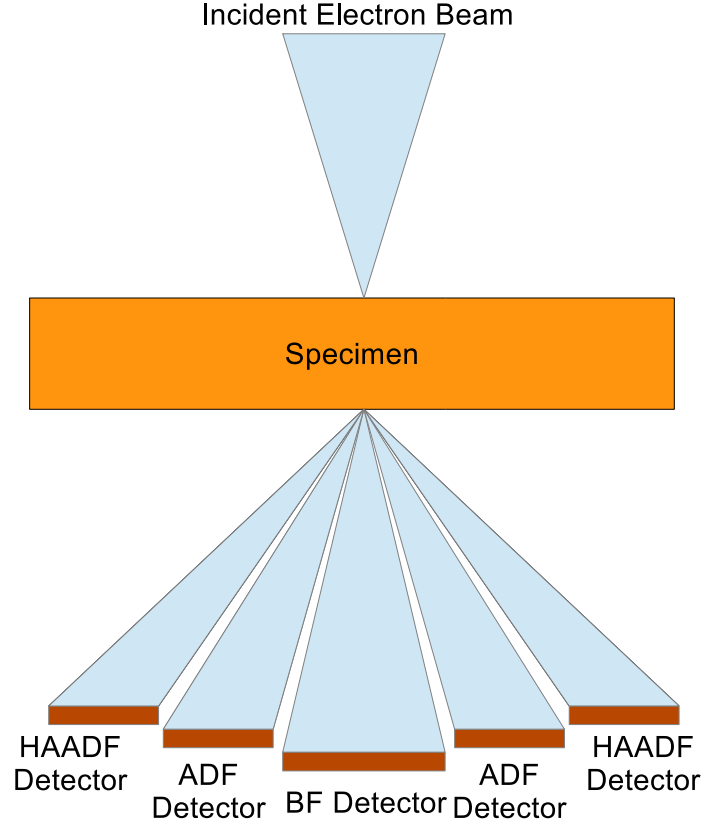 Incident Electron Beam
Specimen
HAADF
Detector
ADF
Detector
BF Detector
ADF
Detector
HAADF
Detector